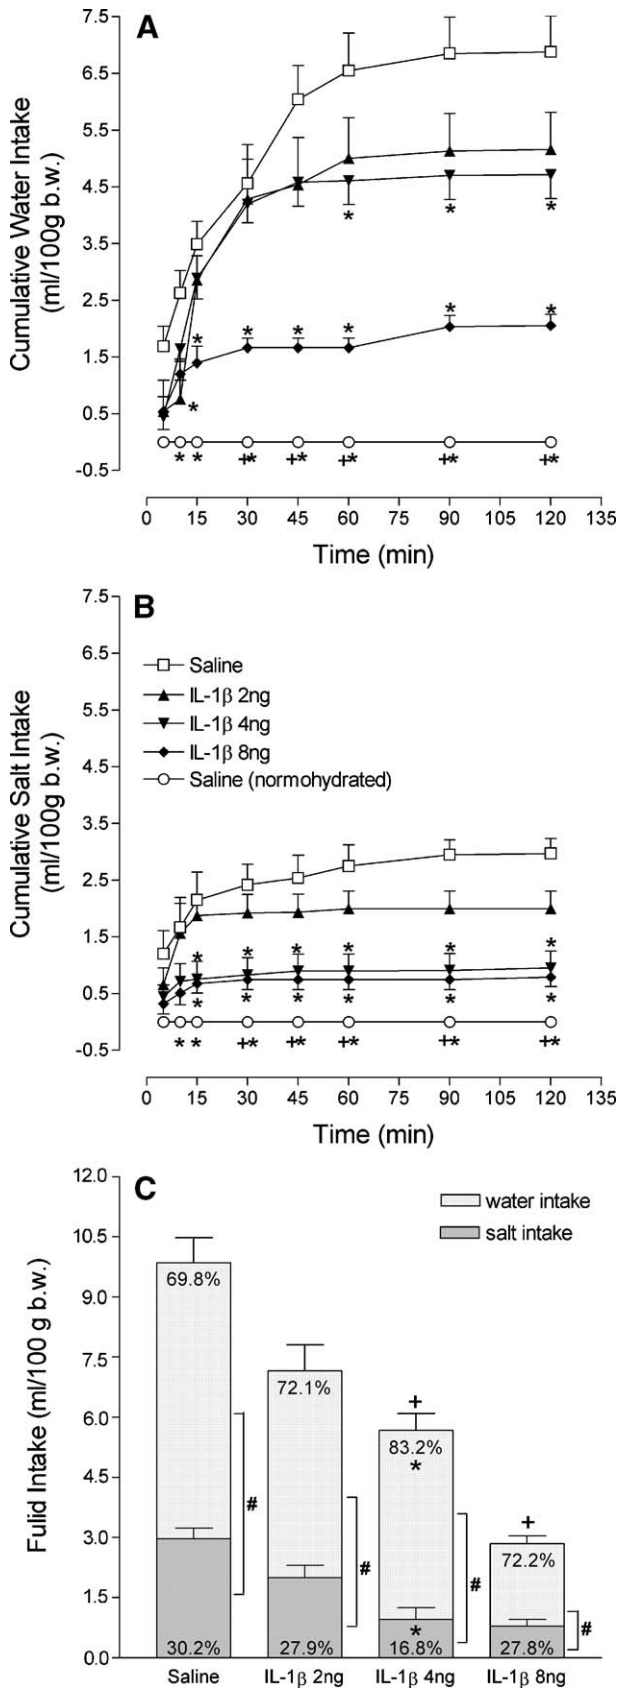 A
Cumulative Water Intake
(ml/100g b.w.)
7.5
6.5
5.5
4.5
3.5
2.5
1.5
0.5
-0.5
* * * * * * * * * * * *
* * +* +* +* +* +*
0 15 30 45 60 75 90 105 120 135
Time (min)
B
Cumulative Salt Intake
(ml/100g b.w.)
7.5
6.5
5.5
4.5
3.5
2.5
1.5
0.5
-0.5
Saline
IL-1β 2ng
IL-1β 4ng
IL-1β 8ng
Saline (normohydrated)
* * * * * *
* * * * * *
* * +* +* +* +* +*
0 15 30 45 60 75 90 105 120 135
Time (min)
C
Fulid Intake (ml/100 g b.w.)
12.0
10.5
9.0
7.5
6.0
4.5
3.0
1.5
0.0
water intake
salt intake
69.8%
72.1%
+
83.2%
*
+
72.2%
# # # #
*
30.2% 27.9% 16.8% 27.8%
Saline IL-1β 2ng IL-1β 4ng IL-1β 8ng